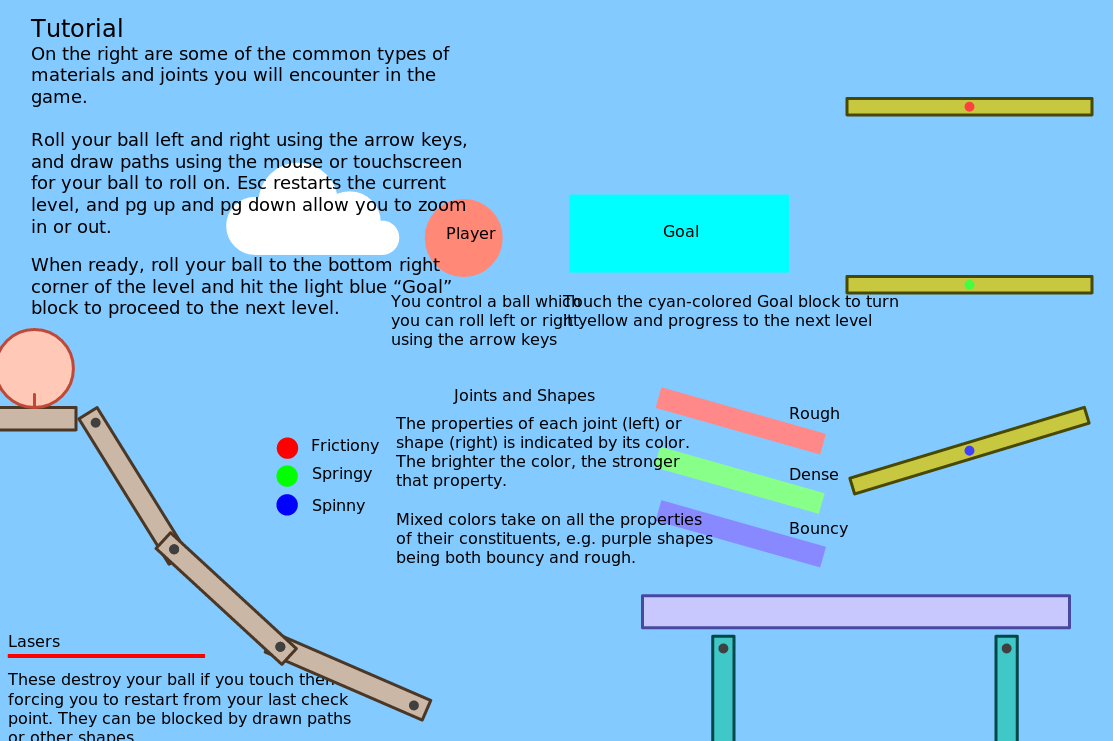 Tutorial
On the right are some of the common types of
materials and joints you will encounter in the
game.
Roll your ball left and right using the arrow keys,
and draw paths using the mouse or touchscreen
for your ball to roll on. Esc restarts the current
level, and pg up and pg down allow you to zoom
in or out.
When ready, roll your ball to the bottom right
corner of the level and hit the light blue “Goal”
block to proceed to the next level.
Player
Goal
You control a ball which
you can roll left or right
using the arrow keys
Touch the cyan-colored Goal block to turn
it yellow and progress to the next level
Joints and Shapes
The properties of each joint (left) or
shape (right) is indicated by its color.
The brighter the color, the stronger
that property.
Mixed colors take on all the properties
of their constituents, e.g. purple shapes
being both bouncy and rough.
Frictiony
Springy
Spinny
Rough
Dense
Bouncy
Lasers
These destroy your ball if you touch
forcing you to restart from your last check
point. They can be blocked by drawn paths
or other shapes